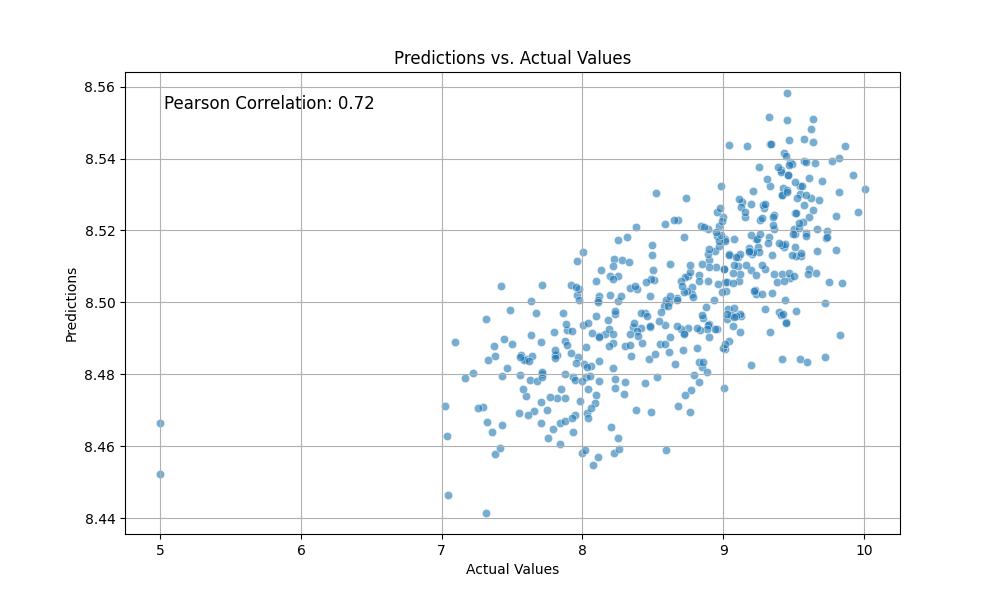 Predictions vs. Actual Values
Pearson Correlation: 0.72
Predictions
8.56
8.54
8.52
8.50
8.48
8.46
8.44
5 6 7 8 9 10
Actual Values